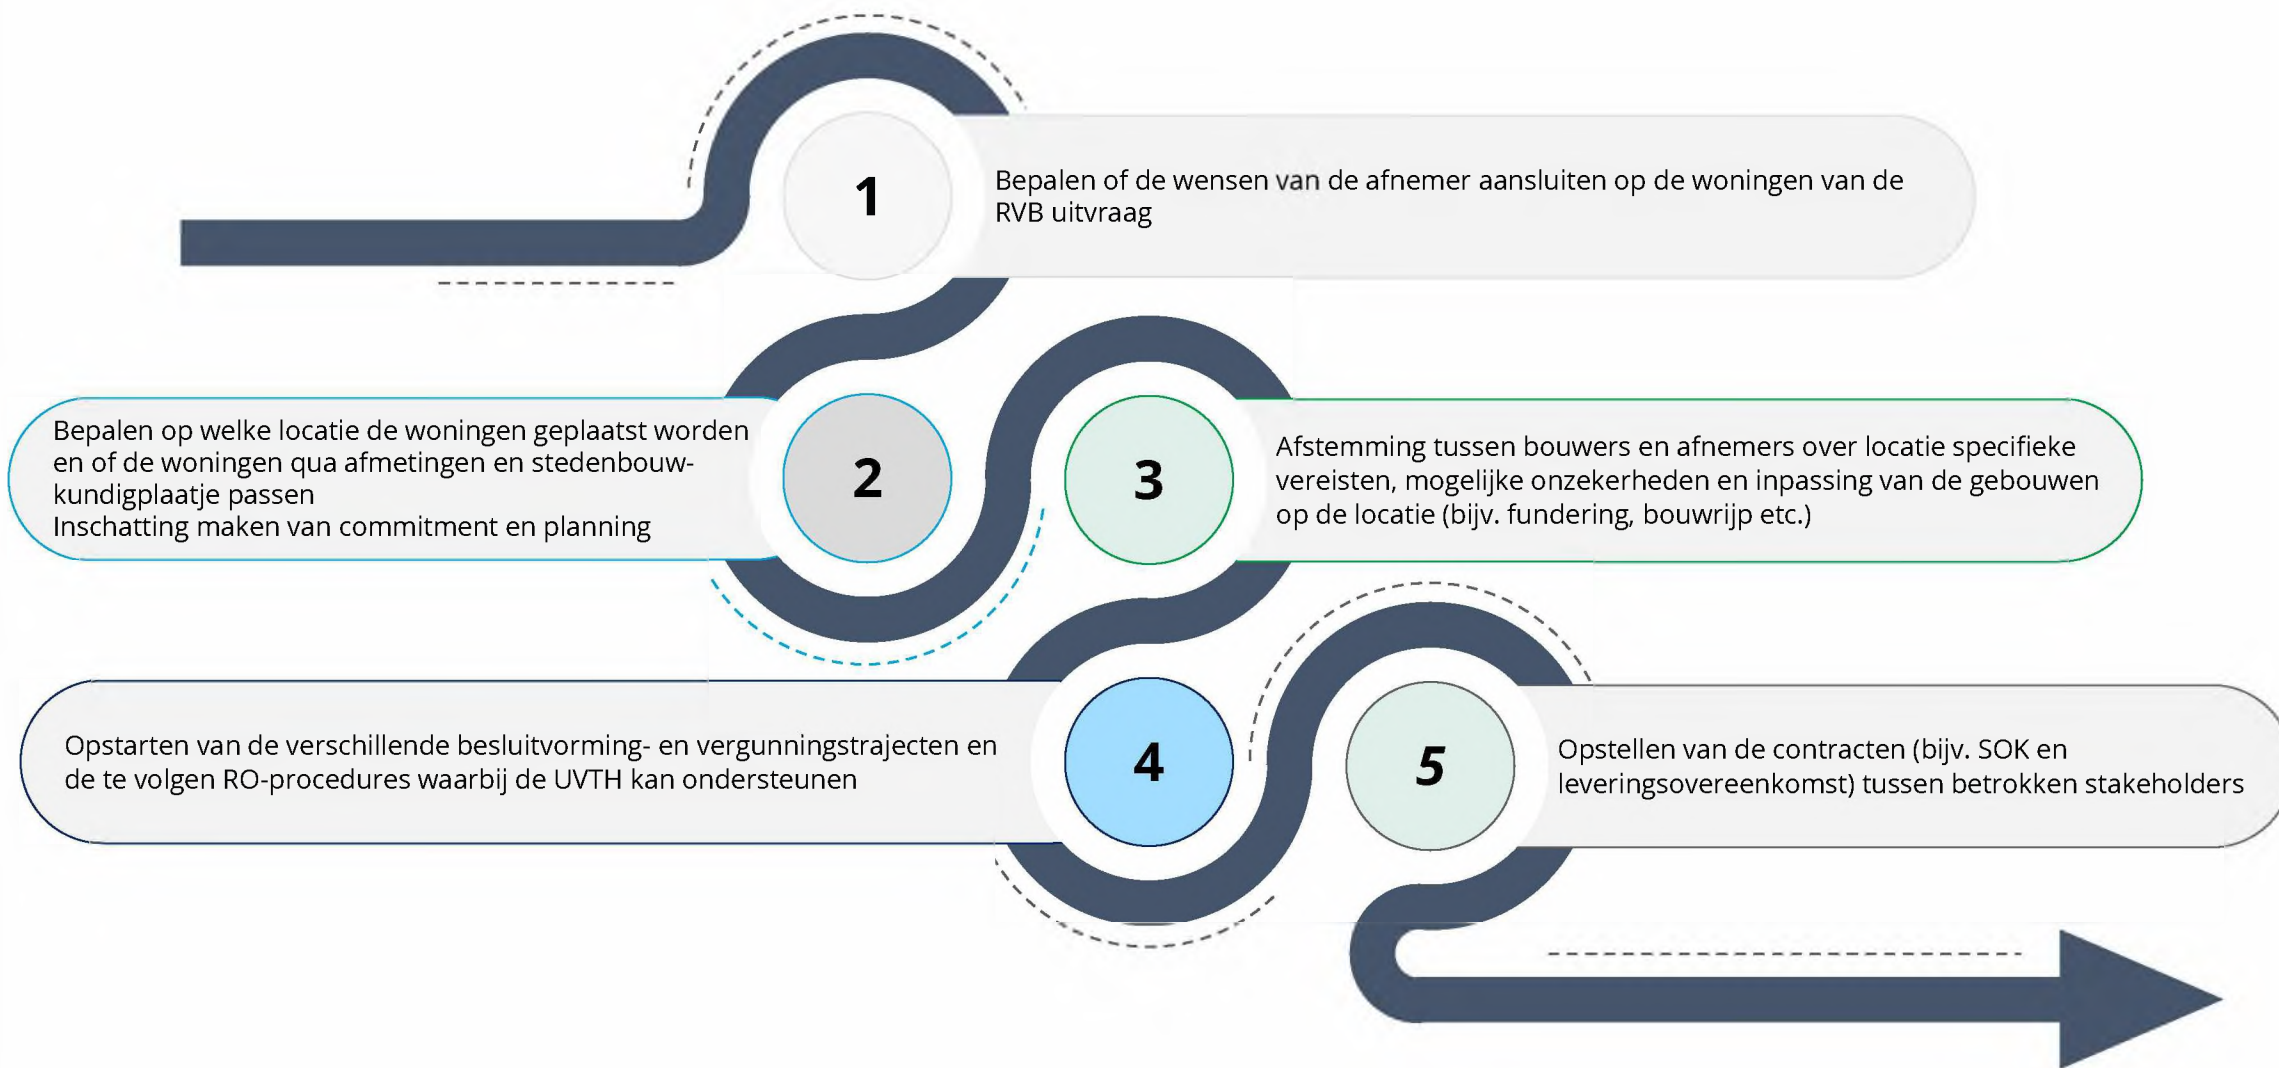 1
Bepalen of de wensen van de afnemer aansluiten op de woningen van de
RVB uitvraag
Bepalen op welke locatie de woningen geplaatst worden
en of de woningen qua afmetingen en stedenbouw-
kundigplaatje passen
Inschatting maken van commitment en planning
2
3
Afstemming tussen bouwers en afnemers over locatie specifieke
vereisten, mogelijke onzekerheden en inpassing van de gebouwen
op de locatie (bijv. fundering, bouwrijp etc.)
Opstarten van de verschillende besluitvorming- en vergunningstrajecten en
de te volgen RO-procedures waarbij de UVTH kan ondersteunen
4
5
Opstellen van de contracten (bijv. SOK en
leveringsovereenkomst) tussen betrokken stakeholders